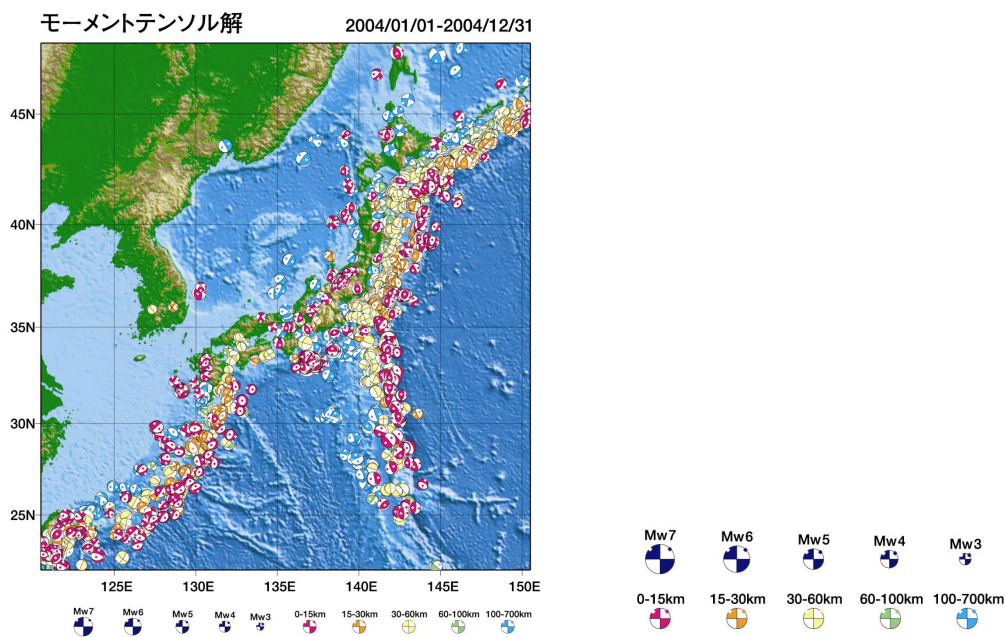 モーメントテンソル解 2004/01/01-2004/12/31
45N
40N
35N
30N
25N
125E 130E 135E 140E 145E 150E
Mw7 Mw6 Mw5 Mw4 Mw3 0-15km 15-30km 30-60km 60-100km 100-700km
Mw7 Mw6 Mw5 Mw4 Mw3
0-15km 15-30km 30-60km 60-100km 100-700km